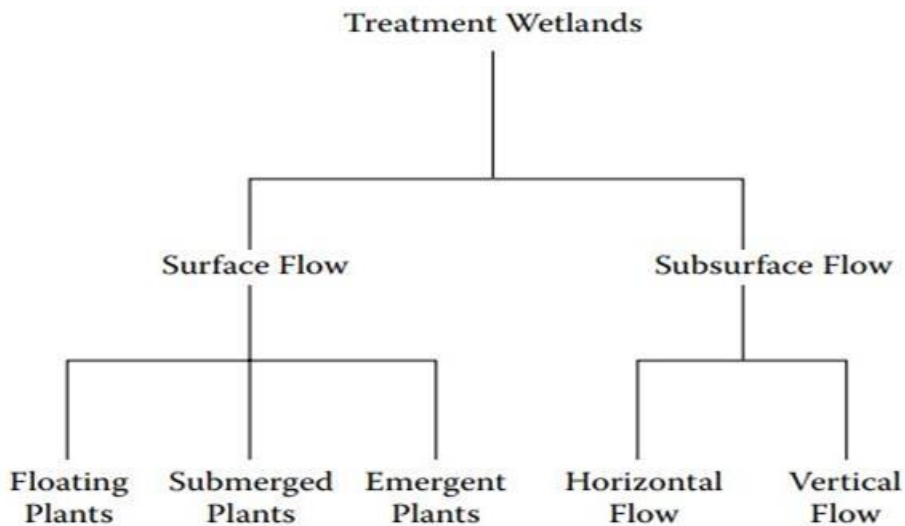 Treatment Wetlands
Surface Flow
Subsurface Flow
Floating
Plants
Submerged
Plants
Emergent
Plants
Horizontal
Flow
Vertical
Flow